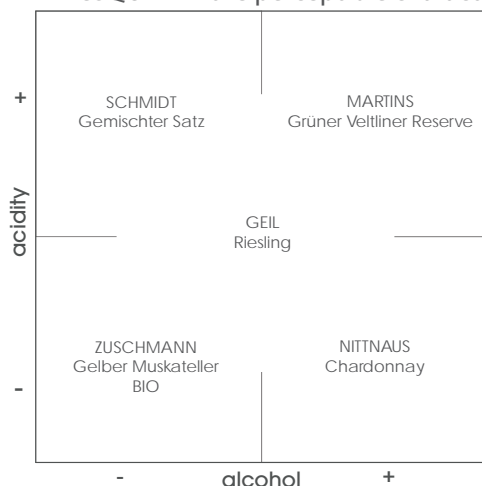 +
SCHMIDT
Gemischter Satz
MARTINS
Grüner Veltliner Reserve
acidity
GEIL
Riesling
ZUSCHMANN
Gelber Muskateller
BIO
NITTNAUS
Chardonnay
-
- alcohol +